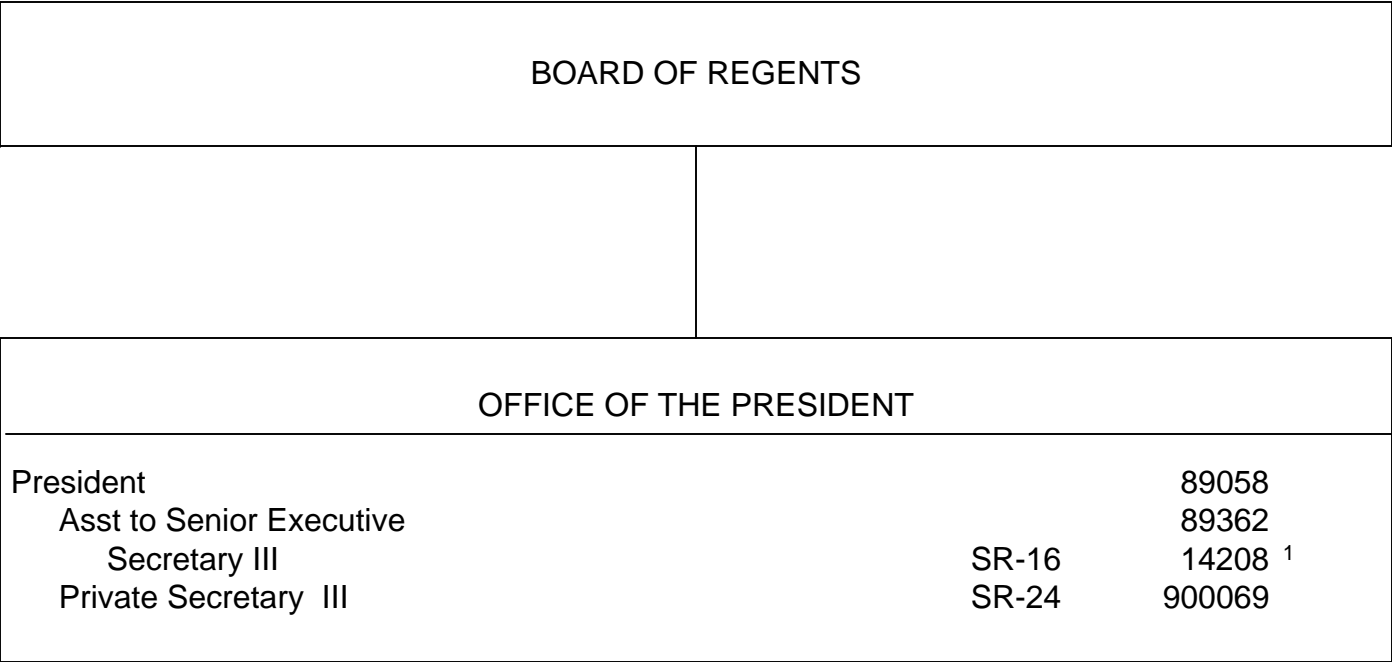 BOARD OF REGENTS
OFFICE OF THE PRESIDENT
President 89058
Asst to Senior Executive 89362
Secretary III SR-16 14208 1
Private Secretary III SR-24 900069